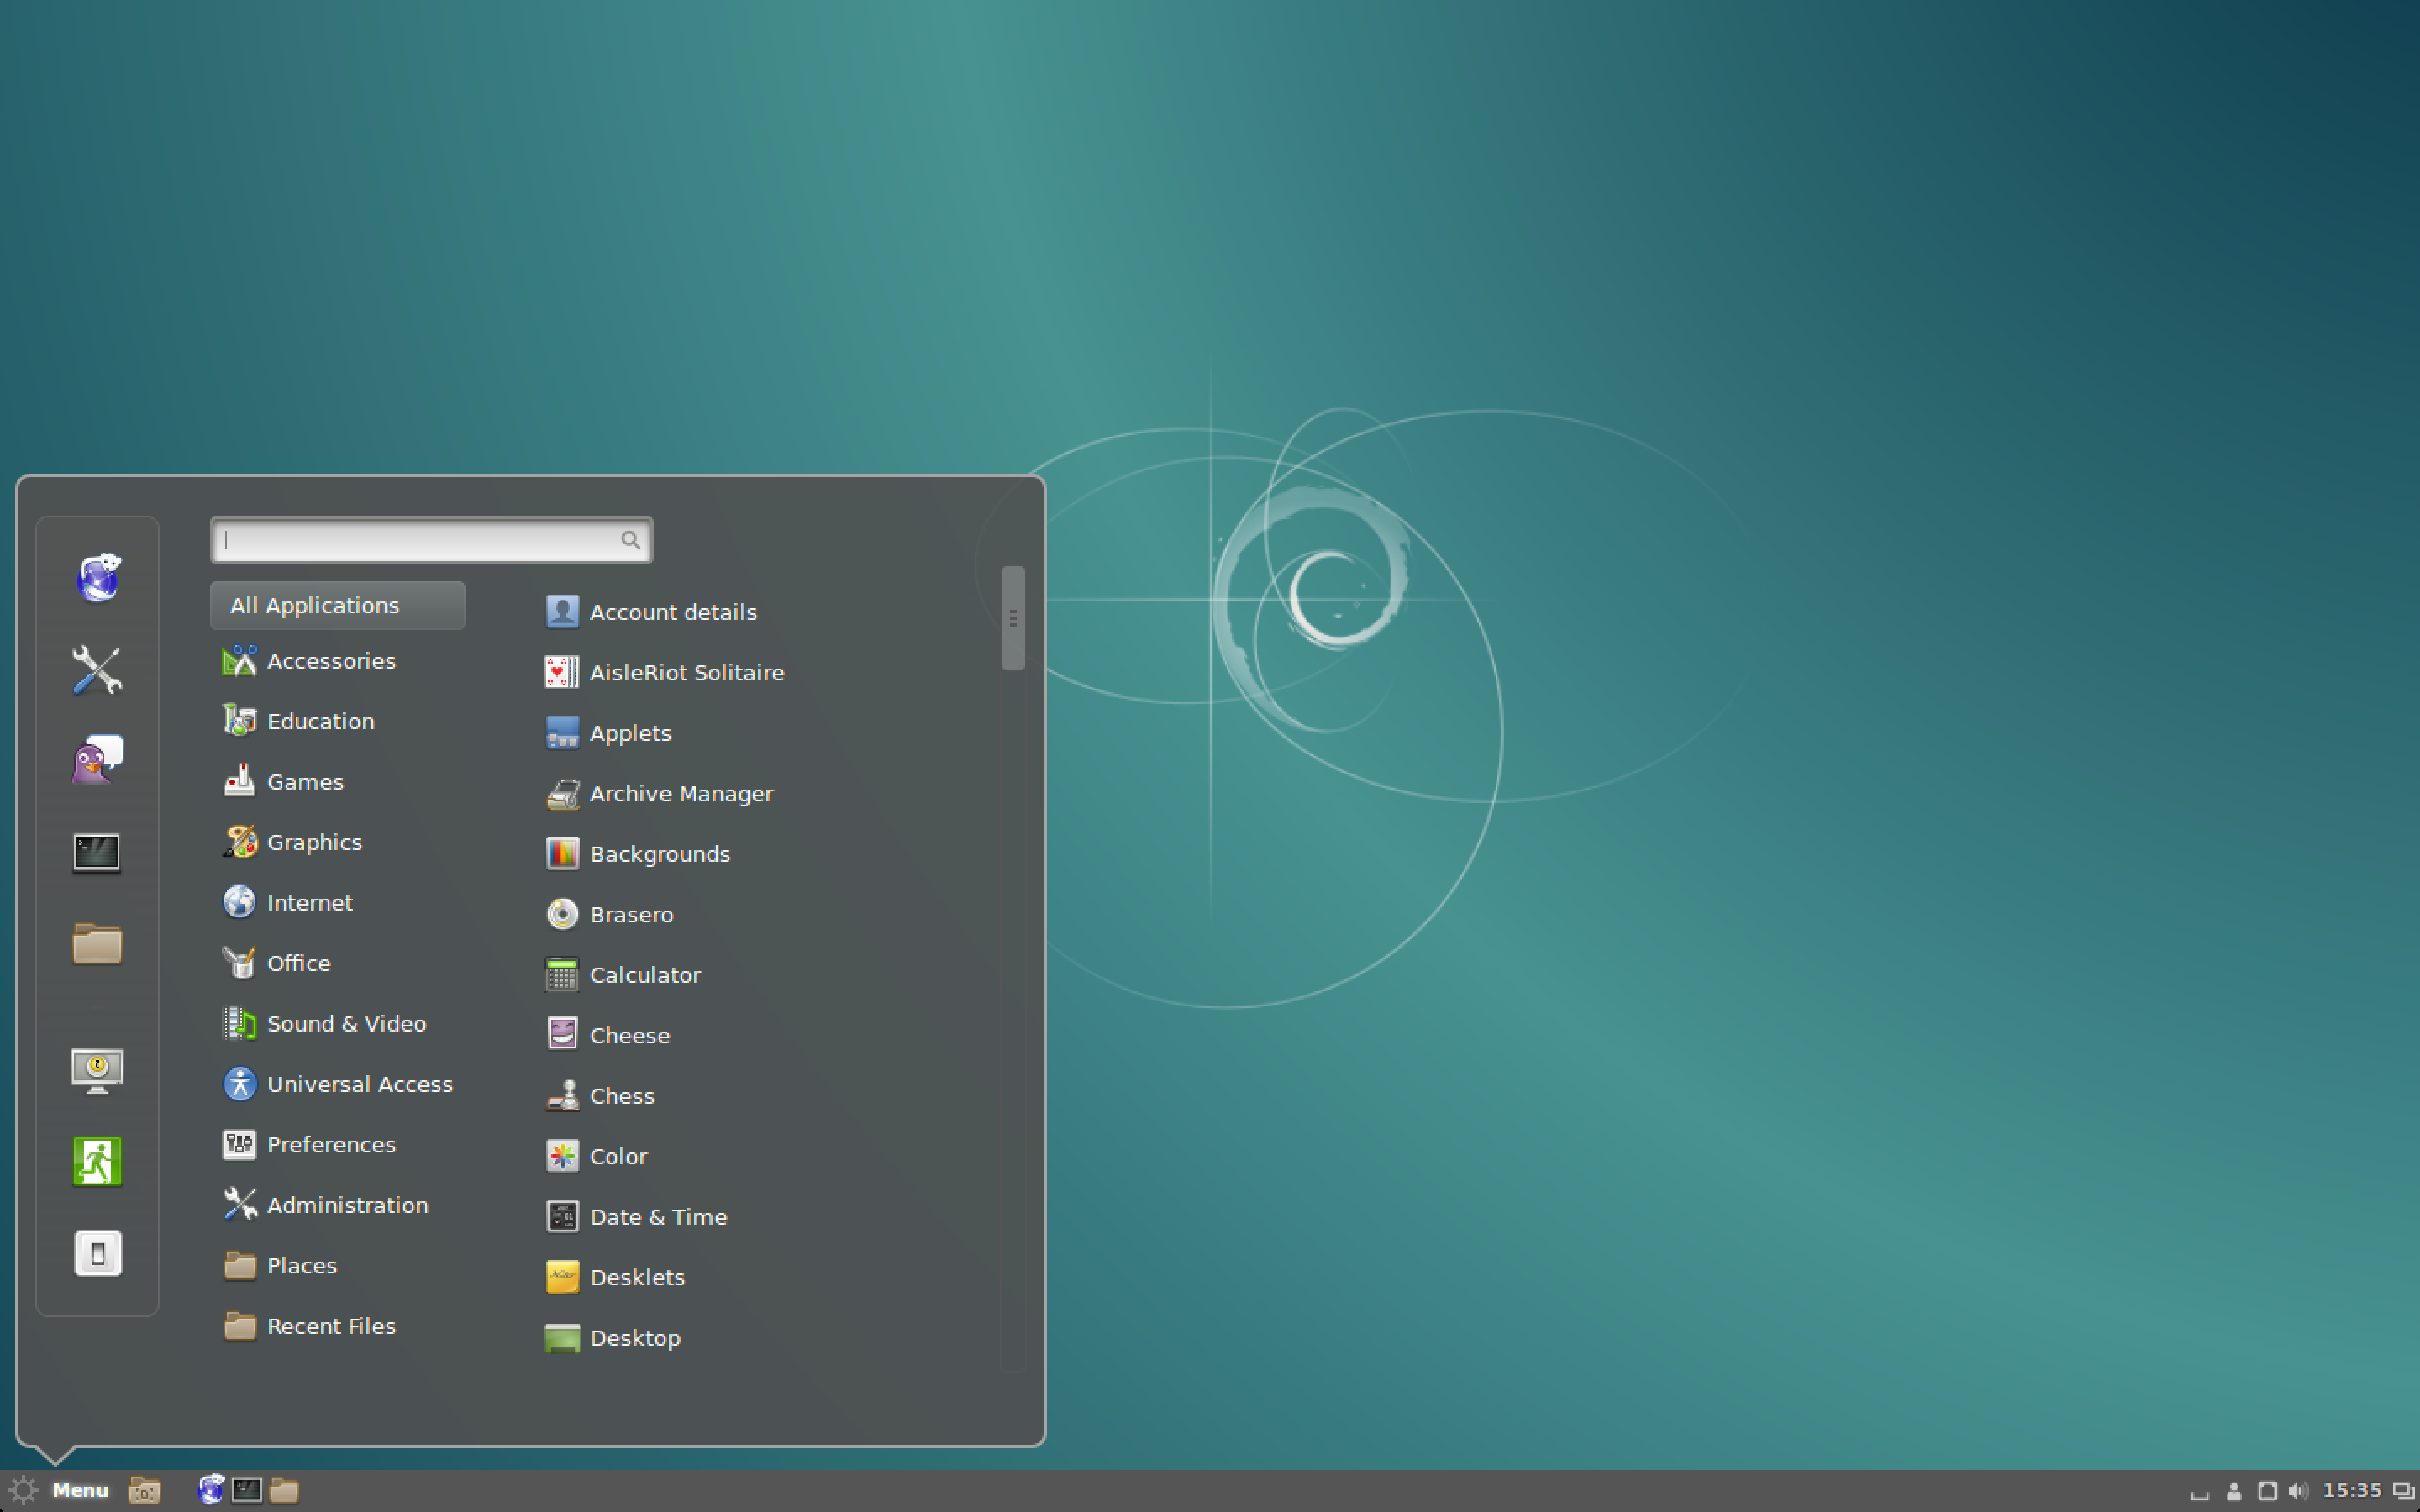 All Applications
Accessories
Education
Games
Graphics
Internet
Office
Sound & Video
Universal Access
Preferences
Administration
Places
Recent Files
Account details
AisleRiot Solitaire
Applets
Archive Manager
Backgrounds
Brasero
Calculator
Cheese
Chess
Color
Date & Time
Desklets
Desktop
Menu
15:35